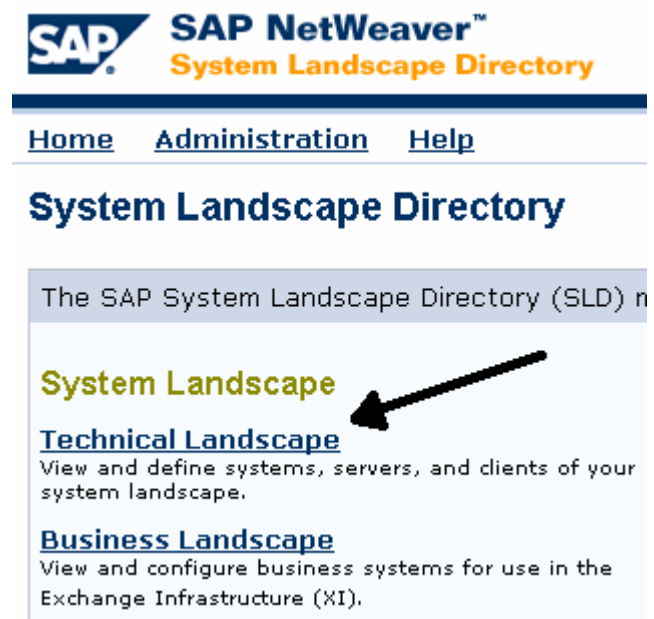 SAP
SAP NetWeaver™
System Landscape Directory
Home Administration Help
System Landscape Directory
The SAP System Landscape Directory (SLD)
System Landscape
Technical Landscape
View and define systems, servers, and clients of your
system landscape.
Business Landscape
View and configure business systems for use in the
Exchange Infrastructure (XI).